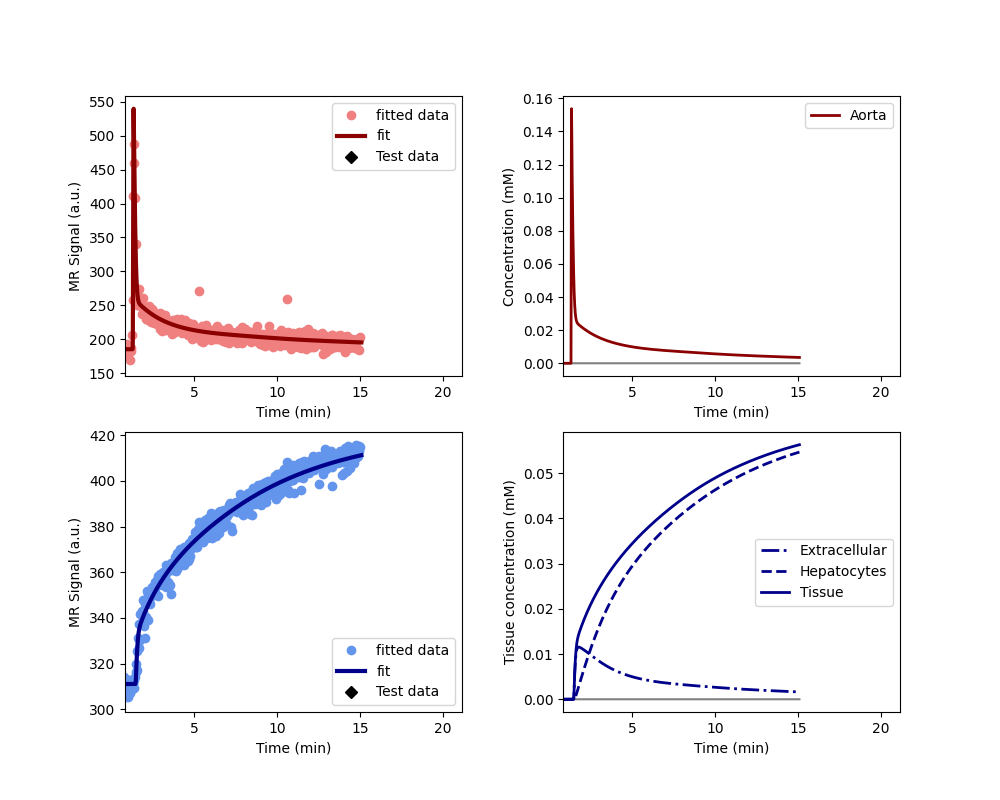 550
500
450
400
350
300
250
200
150
MR Signal (a.u.)
5
10
15
20
Time (min)
fitted data
fit
Test data
0.16
0.14
0.12
0.10
0.08
0.06
0.04
0.02
0.00
Concentration (mM)
5
10
15
20
Time (min)
Aorta
420
400
380
360
340
320
300
MR Signal (a.u.)
5
10
15
20
Time (min)
fitted data
fit
Test data
0.05
0.04
0.03
0.02
0.01
0.00
Tissue concentration (mM)
5
10
15
20
Time (min)
Extracellular
Hepatocytes
Tissue